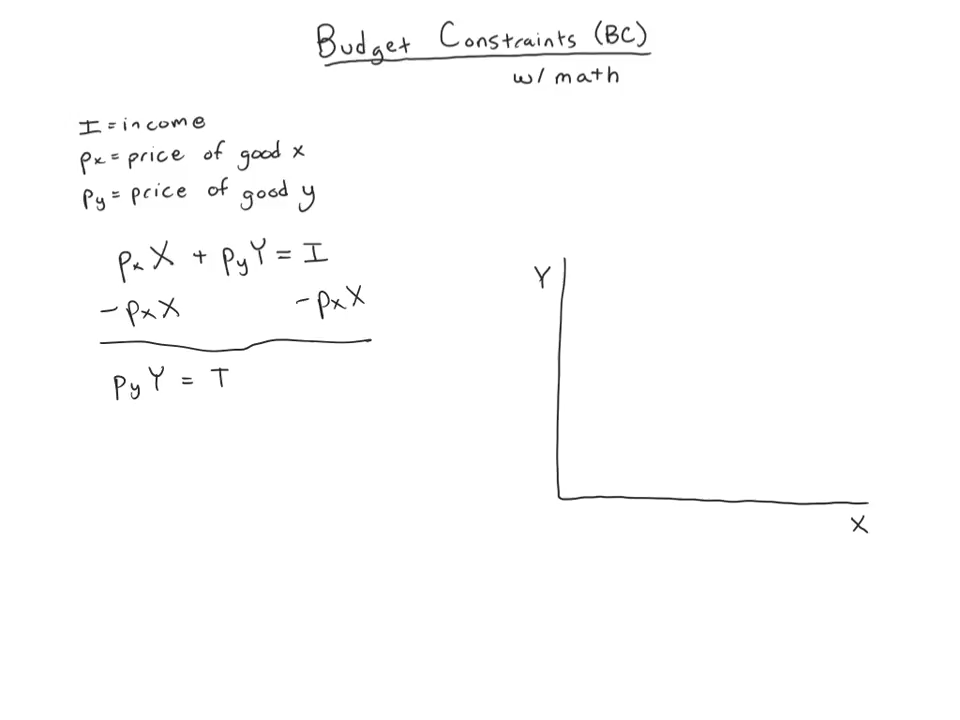 Budget Constraints (BC)
w/ math
I = income
px = price of good x
py = price of good y
pxX + pyY = I
-pxX -pxX
pyY = T
Y
X